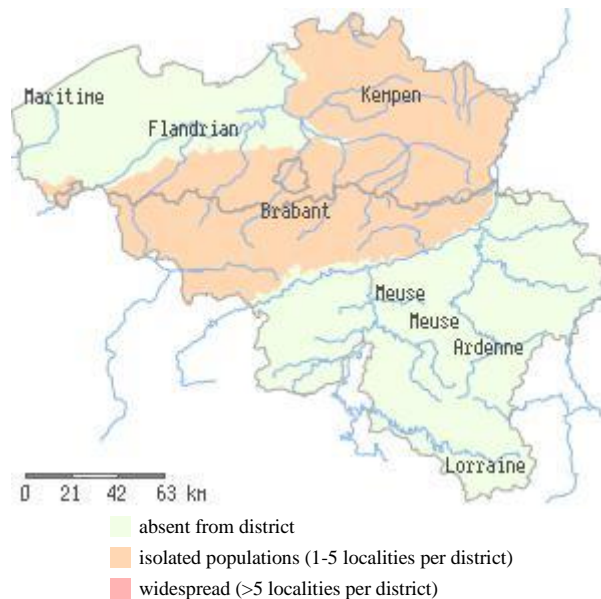 Maritime
Kempen
Flandrian
Brabant
Meuse
Meuse
Ardenne
Lorraine
0 21 42 63 km
absent from district
isolated populations (1-5 localities per district)
widespread (>5 localities per district)